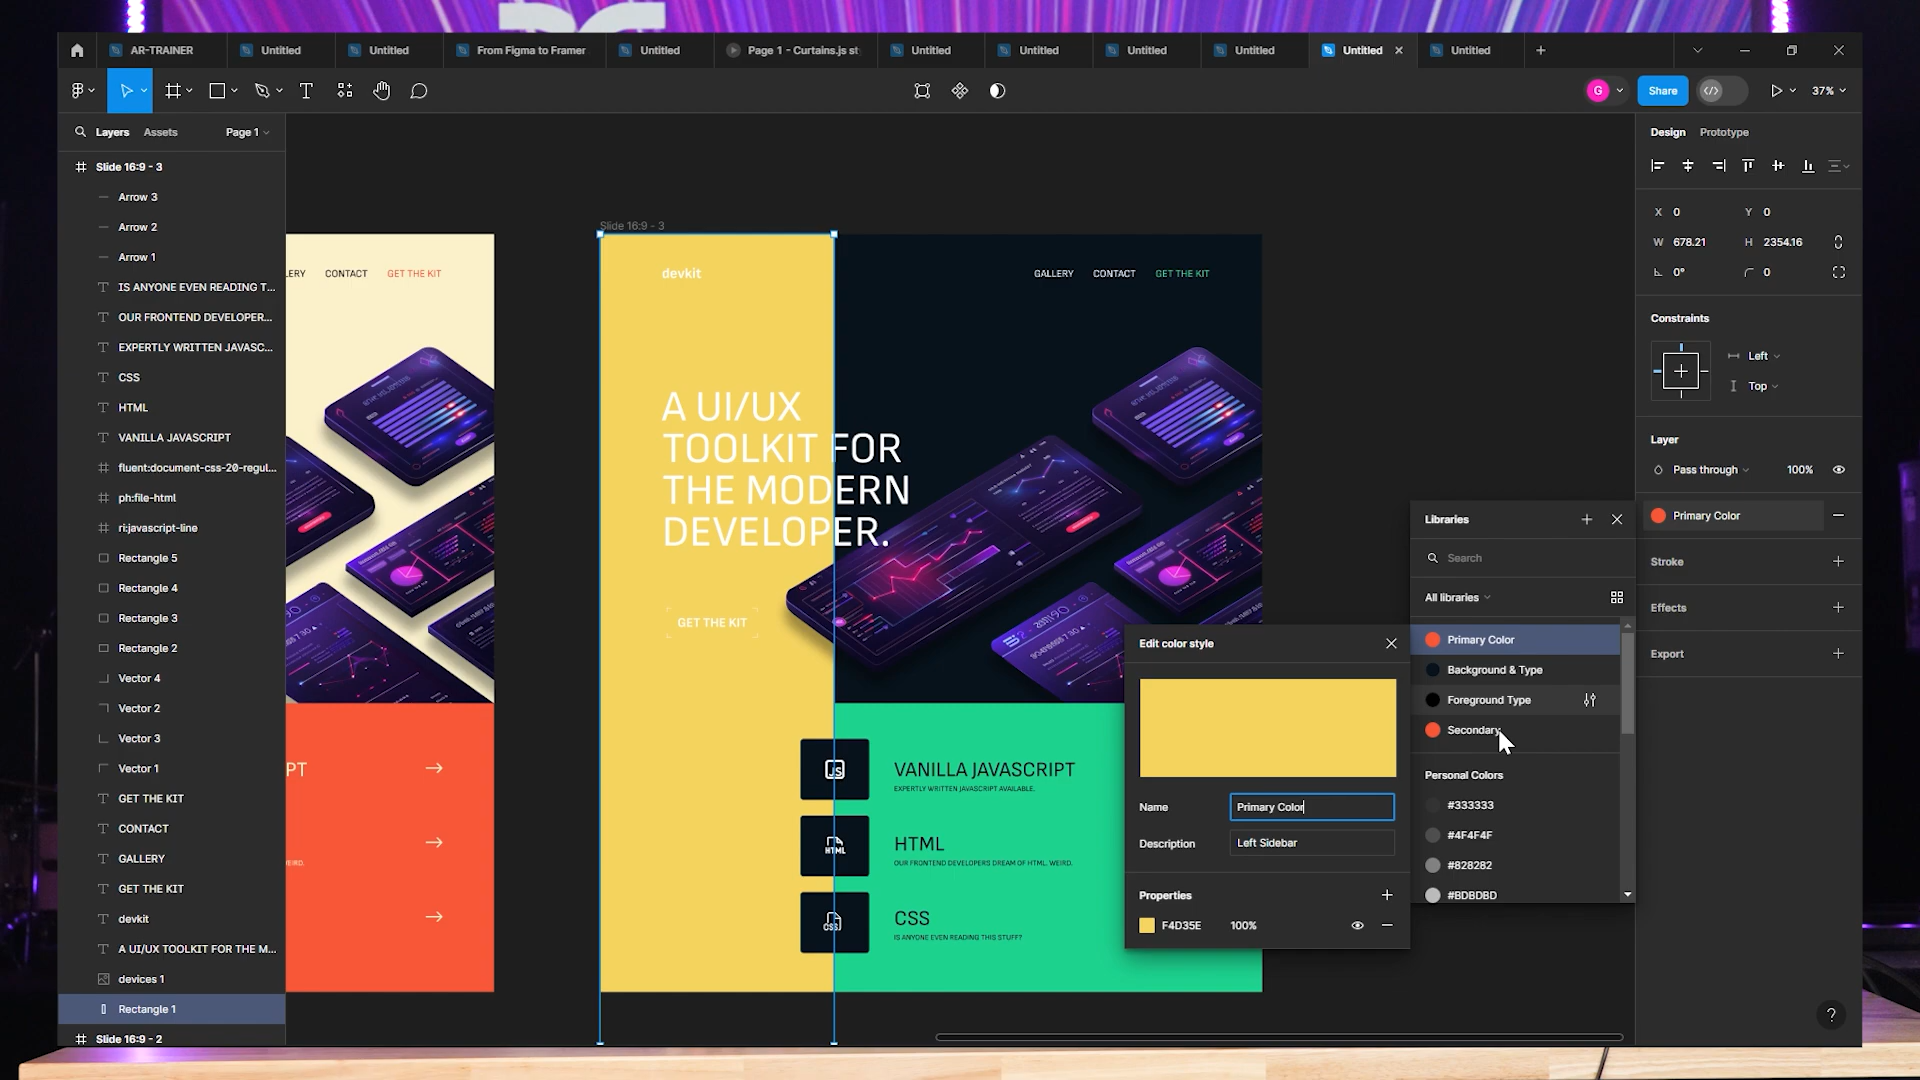 AR-TRAINER
Untitled
Untitled
From Figma to Framer
Untitled
Page 1 - Curtains.js st
Untitled
Untitled
Untitled
Untitled
Untitled
Untitled
G
Share
37%
Layers
Assets
Page 1
Slide 16:9 - 3
Arrow 3
Arrow 2
Arrow 1
IS ANYONE EVEN READING T...
OUR FRONTEND DEVELOPER...
EXPERTLY WRITTEN JAVASC...
CSS
HTML
VANILLA JAVASCRIPT
fluent:document-css-20-regul...
ph:file-html
ri:javascript-line
Rectangle 5
Rectangle 4
Rectangle 3
Rectangle 2
Vector 4
Vector 2
Vector 3
Vector 1
GET THE KIT
CONTACT
GALLERY
GET THE KIT
devkit
A UI/UX TOOLKIT FOR THE M...
devices 1
Rectangle 1
Slide 16:9 - 2
LERY
CONTACT
GET THE KIT
PT
EIRD.
Slide 16:9 - 3
devkit
GALLERY
CONTACT
GET THE KIT
A UI/UX
TOOLKIT FOR
THE MODERN
DEVELOPER.
GET THE KIT
JS
VANILLA JAVASCRIPT
EXPERTLY WRITTEN JAVASCRIPT AVAILABLE.
HTML
HTML
OUR FRONTEND DEVELOPERS DREAM OF HTML. WEIRD.
CSS
CSS
IS ANYONE EVEN READING THIS STUFF?
Edit color style
Name
Primary Color
Description
Left Sidebar
Properties
F4D35E
100%
Libraries
Search
All libraries
Primary Color
Background & Type
Foreground Type
Secondary
Personal Colors
#333333
#4F4F4F
#828282
#BDBDBD
Design
Prototype
X 0
Y 0
W 678.21
H 2354.16
0°
0
Constraints
Left
Top
Layer
Pass through
100%
Primary Color
Stroke
Effects
Export
?